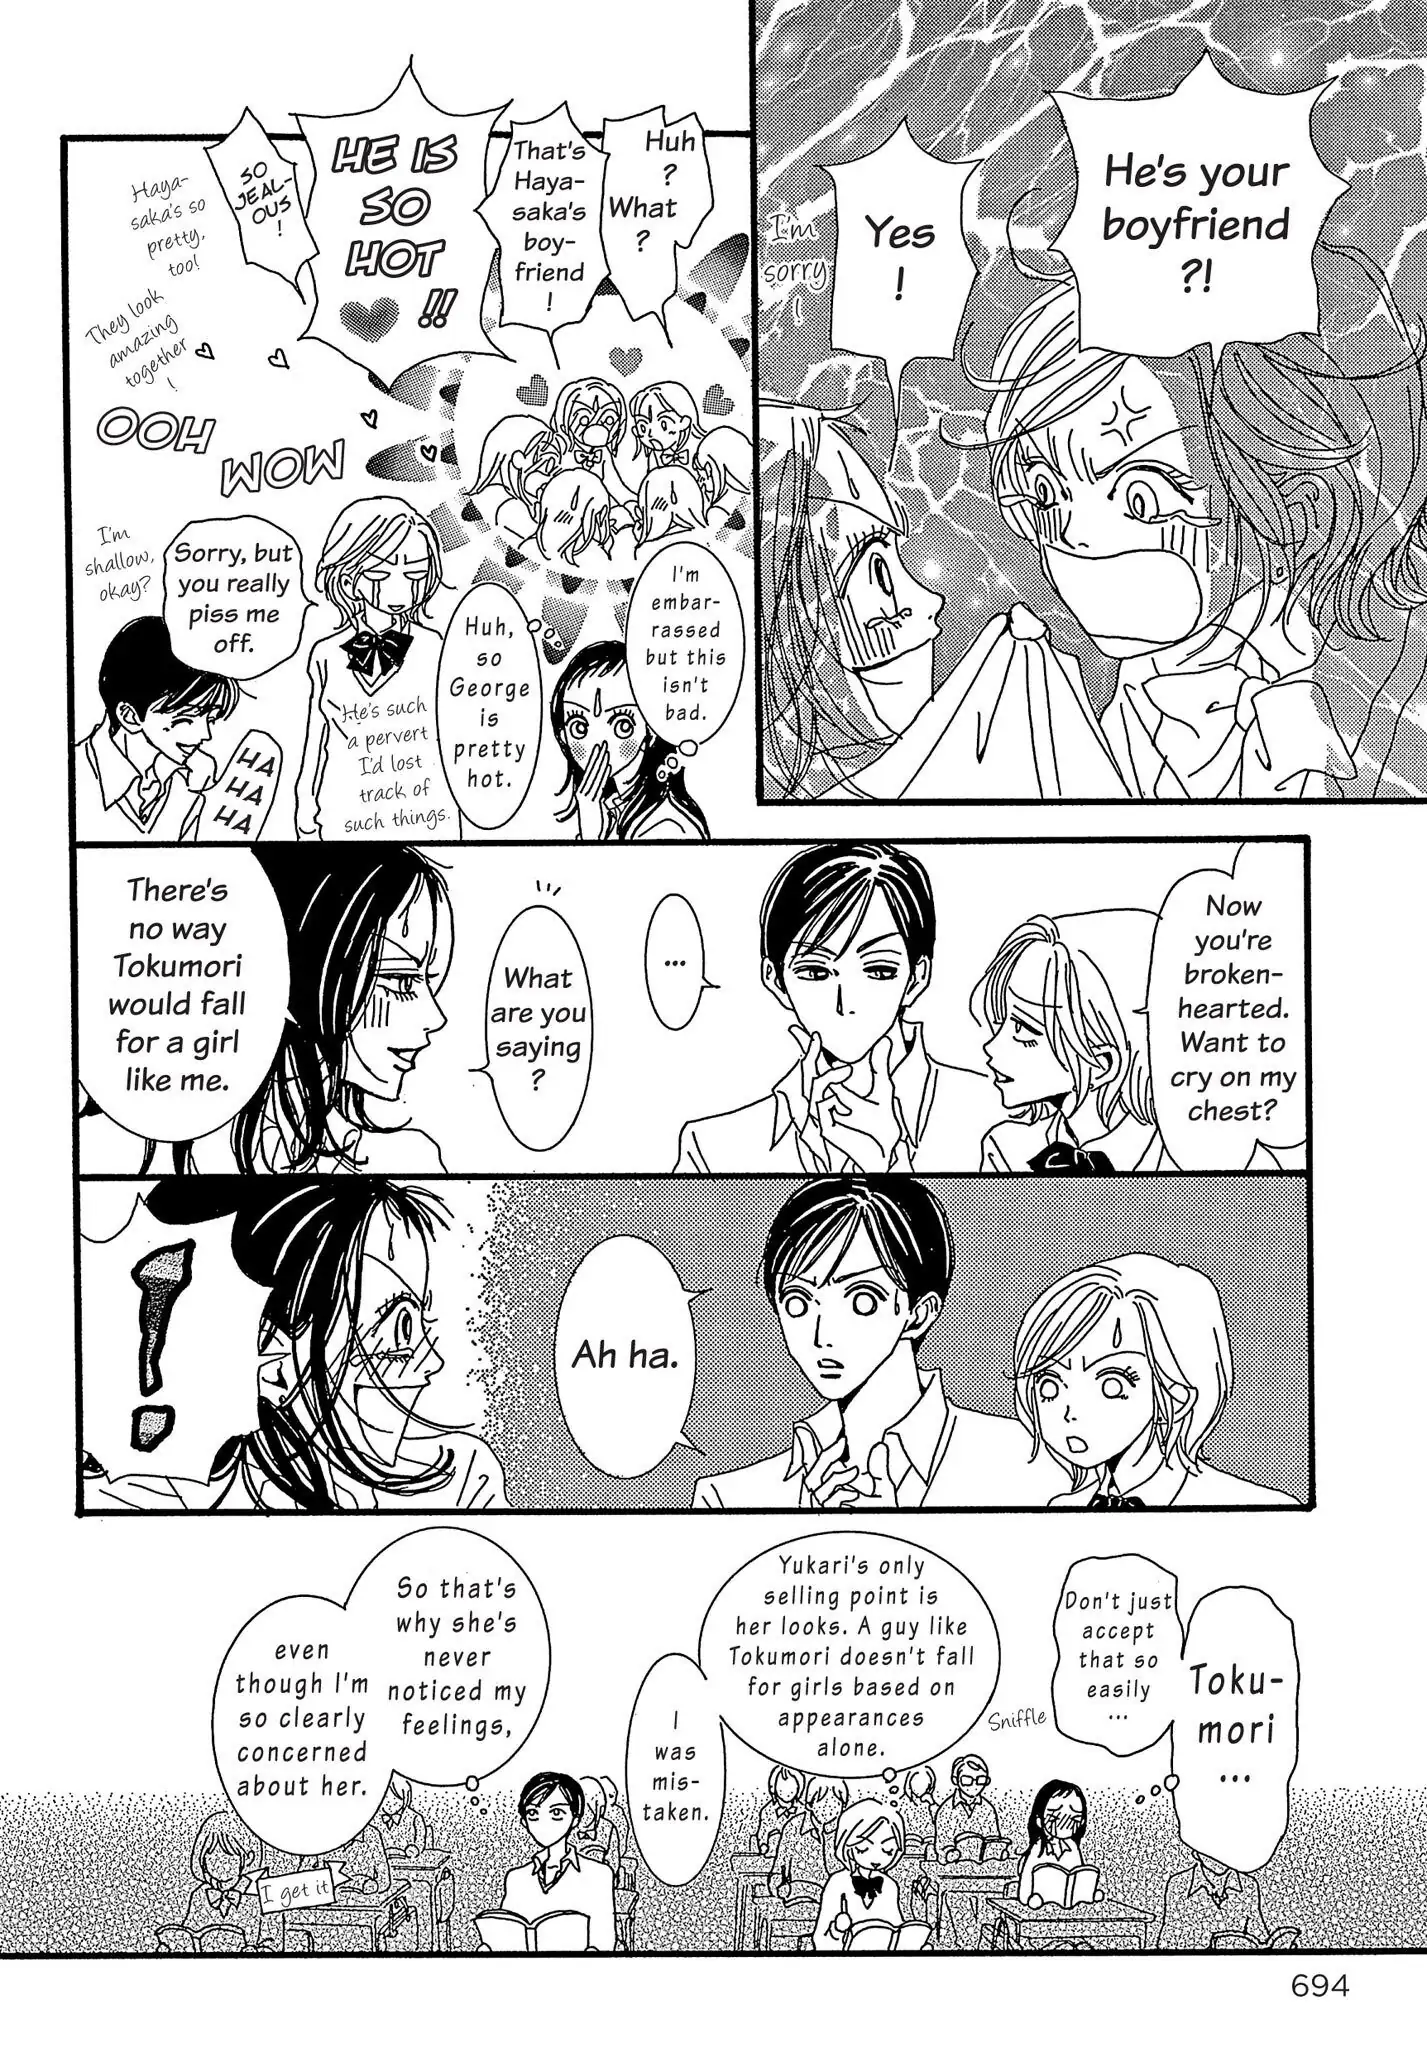 He's your
boyfriend
?!
Yes
!
I'm
sorry
!
Huh
?
What
?
That's
Haya-
saka's
boy-
friend
!
HE IS
SO
HOT
!!
SO
JEAL-
OUS
!
Haya-
saka's so
pretty,
too!
They look
amazing
together
!
OOH
WOW
I'm
embar-
rassed
but this
isn't
bad.
Huh,
so
George
is
pretty
hot.
Sorry, but
you really
piss me
off.
I'm
shallow,
okay?
He's such
a pervert
I'd lost
track of
such things.
HA
HA
HA
Now
you're
broken-
hearted.
Want to
cry on my
chest?
...
What
are you
saying
?
There's
no way
Tokumori
would fall
for a girl
like me.
Ah ha.
!
Toku-
mori
...
Don't just
accept
that so
easily
...
Sniffle
Yukari's only
selling point is
her looks. A guy like
Tokumori doesn't fall
for girls based on
appearances
alone.
I
was
mis-
taken.
So that's
why she's
never
noticed my
feelings,
even
though I'm
so clearly
concerned
about her.
I get it
694